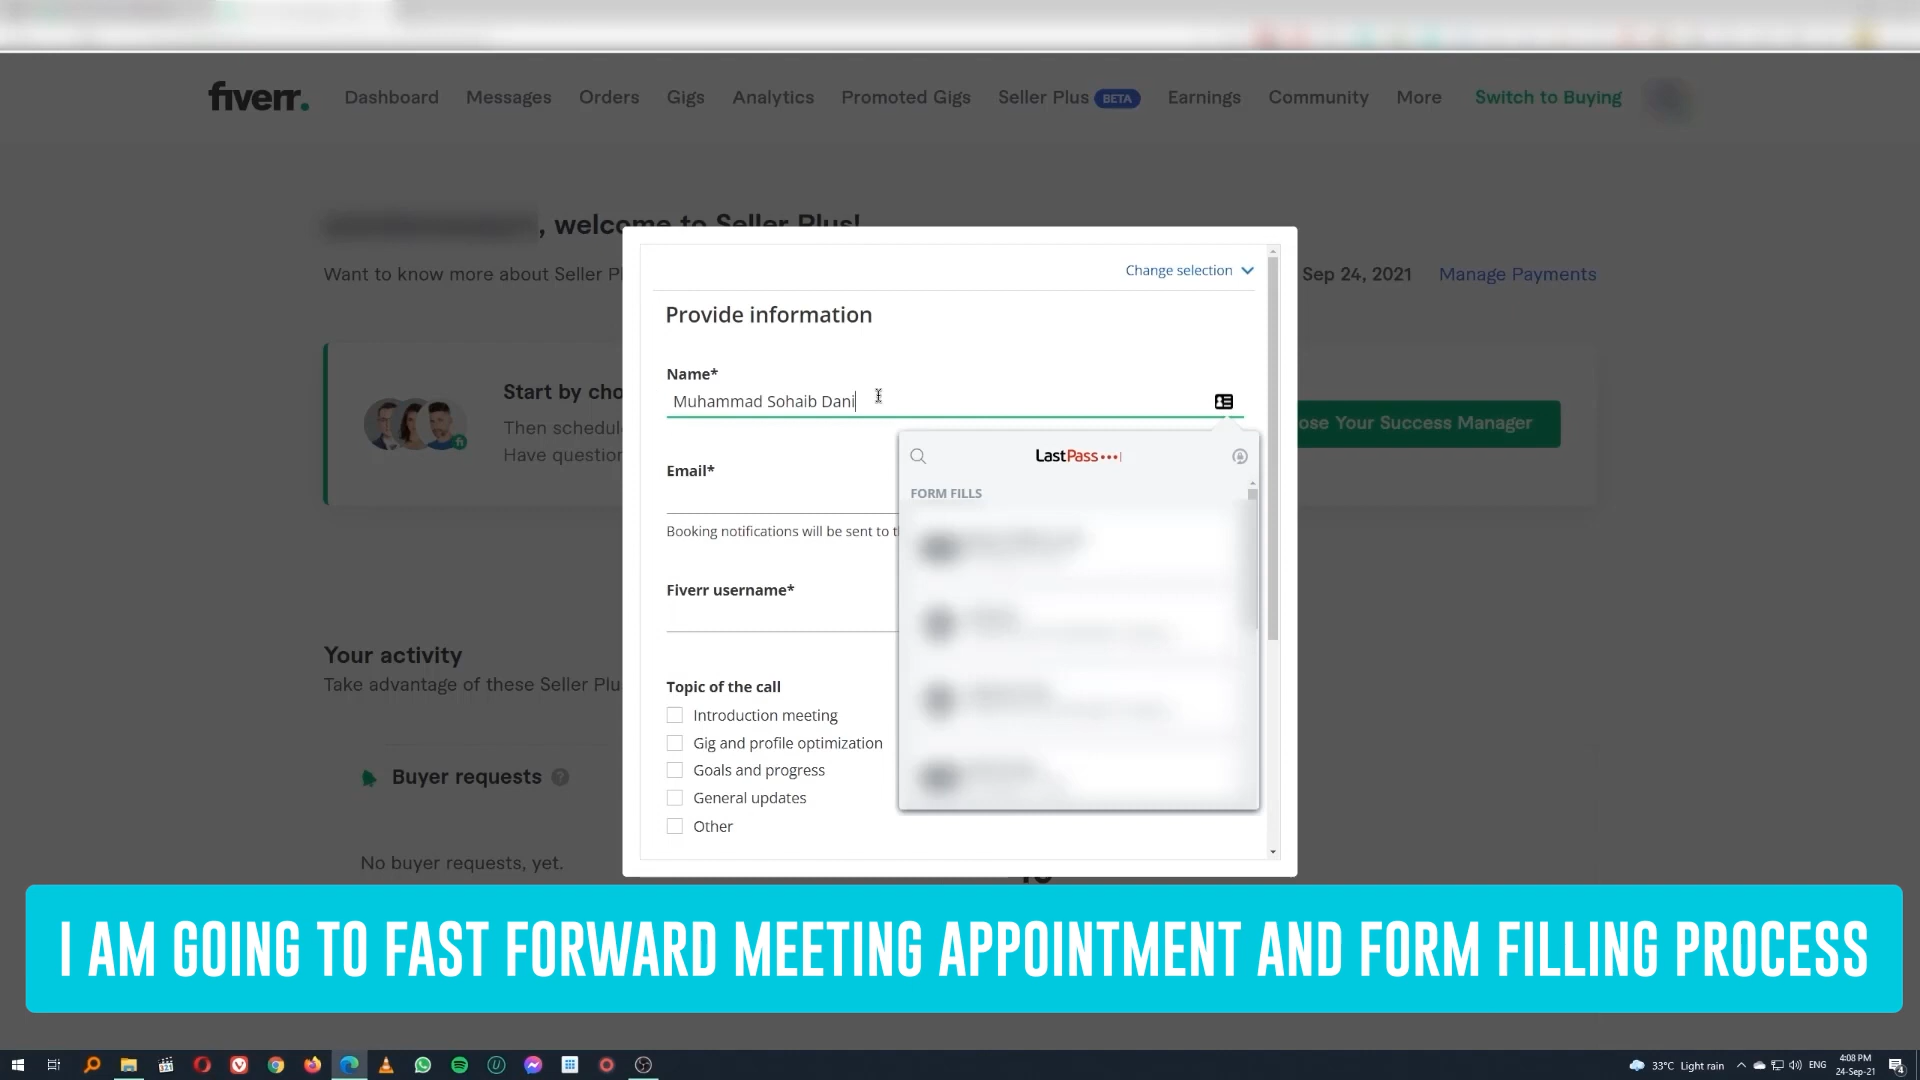 fiverr.
Dashboard Messages Orders Gigs Analytics Promoted Gigs Seller Plus BETA Earnings Community More Switch to Buying
, welcome to Seller Plus!
Want to know more about Seller Pl
Sep 24, 2021 Manage Payments
Change selection
Provide information
Name*
Muhammad Sohaib Dani
Start by cho
Then schedul
Have question
ose Your Success Manager
LastPass
FORM FILLS
Email*
Booking notifications will be sent to t
Fiverr username*
Your activity
Take advantage of these Seller Plu
Topic of the call
Introduction meeting
Gig and profile optimization
Goals and progress
General updates
Other
Buyer requests ?
No buyer requests, yet.
I AM GOING TO FAST FORWARD MEETING APPOINTMENT AND FORM FILLING PROCESS
33°C Light rain
ENG
4:08 PM
24-Sep-21
4